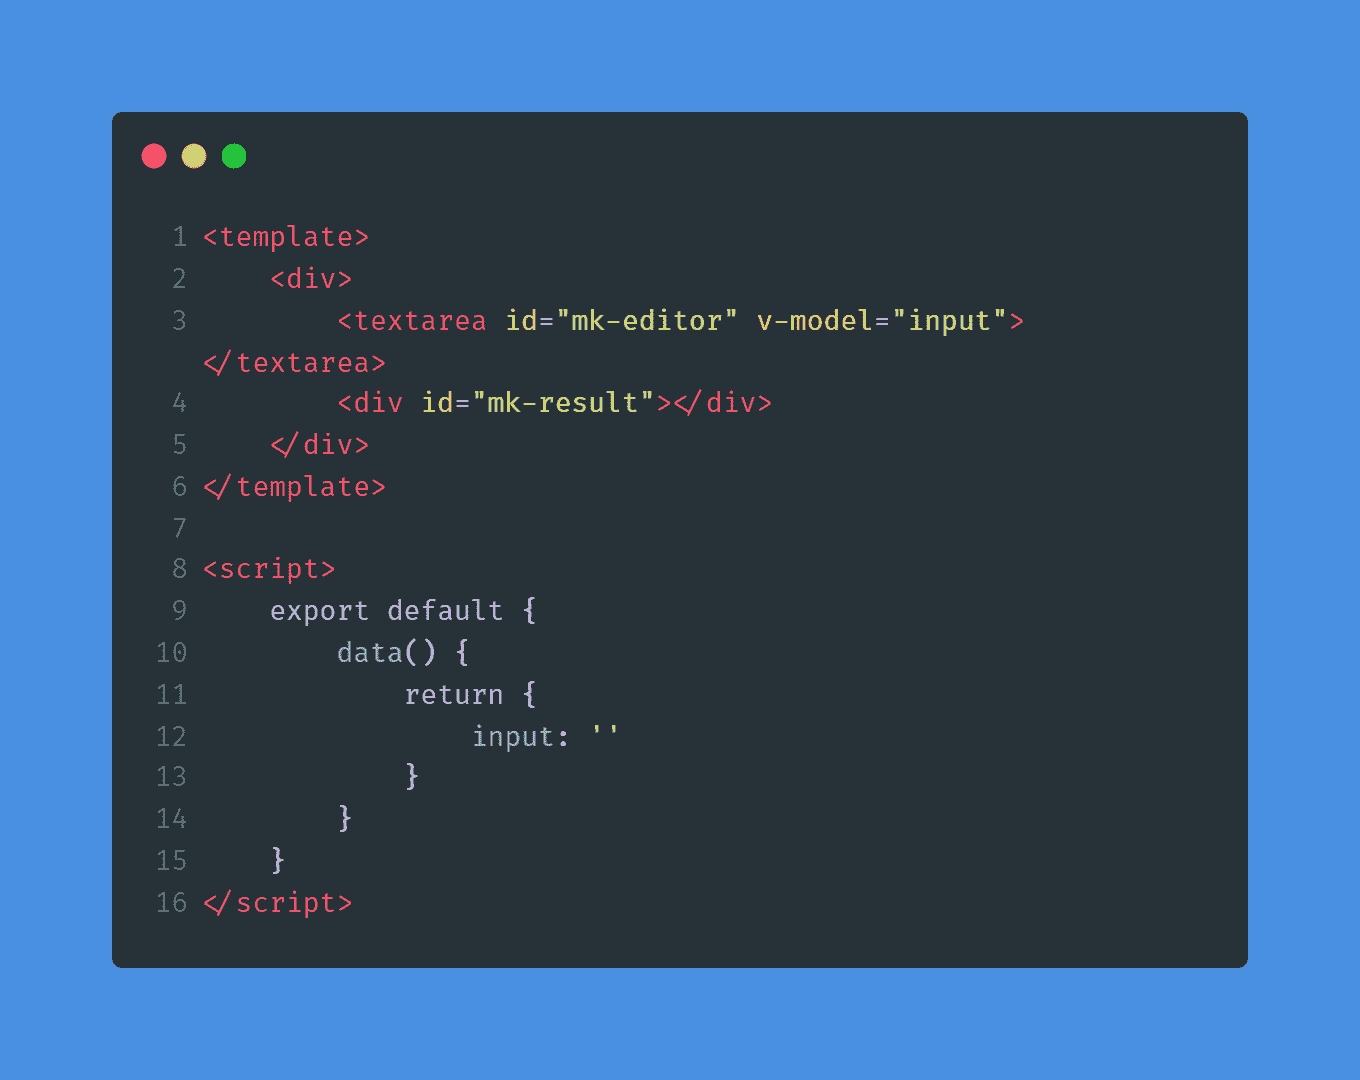 1 <template>
2     <div>
3         <textarea id="mk-editor" v-model="input">
</textarea>
4         <div id="mk-result"></div>
5     </div>
6 </template>
7
8 <script>
9     export default {
10         data() {
11             return {
12                 input: ''
13             }
14         }
15     }
16 </script>